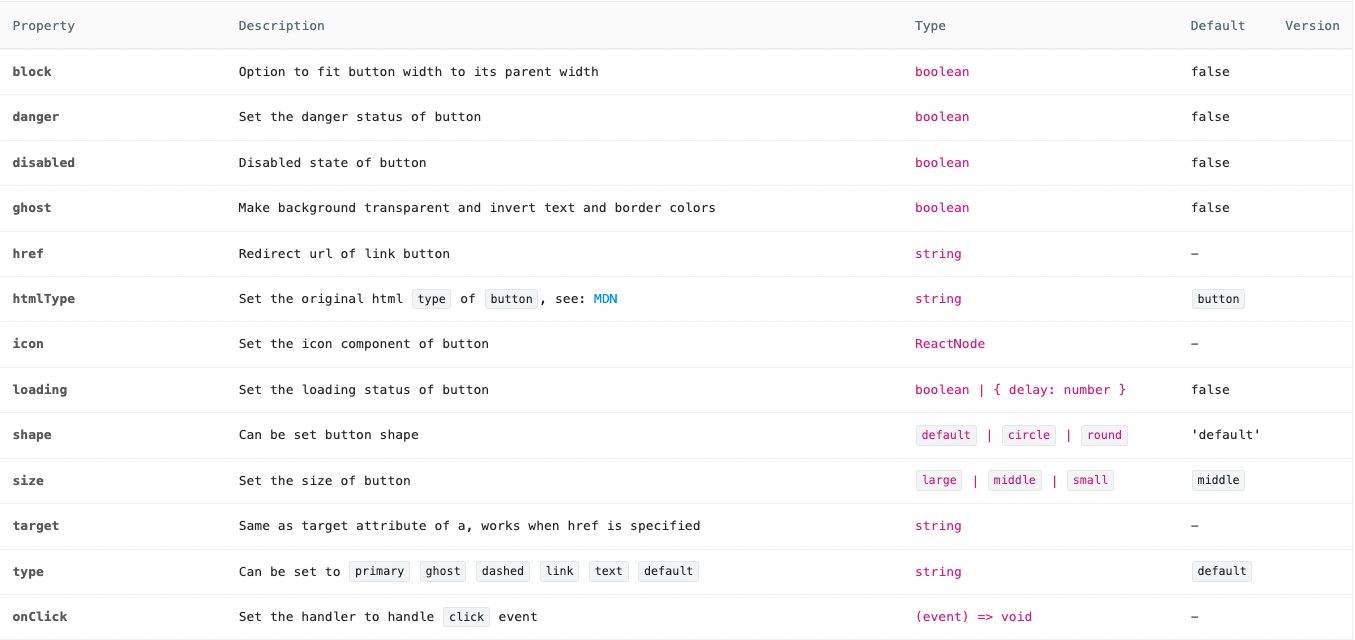 Property Description Type Default Version
block Option to fit button width to its parent width boolean false
danger Set the danger status of button boolean false
disabled Disabled state of button boolean false
ghost Make background transparent and invert text and border colors boolean false
href Redirect url of link button string –
htmlType Set the original html type of button, see: MDN string button
icon Set the icon component of button ReactNode –
loading Set the loading status of button boolean | { delay: number } false
shape Can be set button shape default | circle | round 'default'
size Set the size of button large | middle | small middle
target Same as target attribute of a, works when href is specified string –
type Can be set to primary ghost dashed link text default string default
onClick Set the handler to handle click event (event) => void –